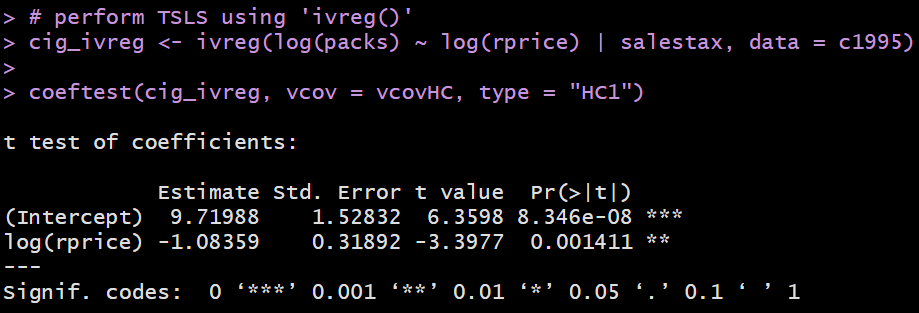 > # perform TSLS using 'ivreg()'
> cig_ivreg <- ivreg(log(packs) ~ log(rprice) | salestax, data = c1995)
>
> coeftest(cig_ivreg, vcov = vcovHC, type = "HC1")
t test of coefficients:
Estimate Std. Error t value Pr(>|t|)
(Intercept) 9.71988 1.52832 6.3598 8.346e-08 ***
log(rprice) -1.08359 0.31892 -3.3977 0.001411 **
---
Signif. codes: 0 ‘***’ 0.001 ‘**’ 0.01 ‘*’ 0.05 ‘.’ 0.1 ‘ ’ 1